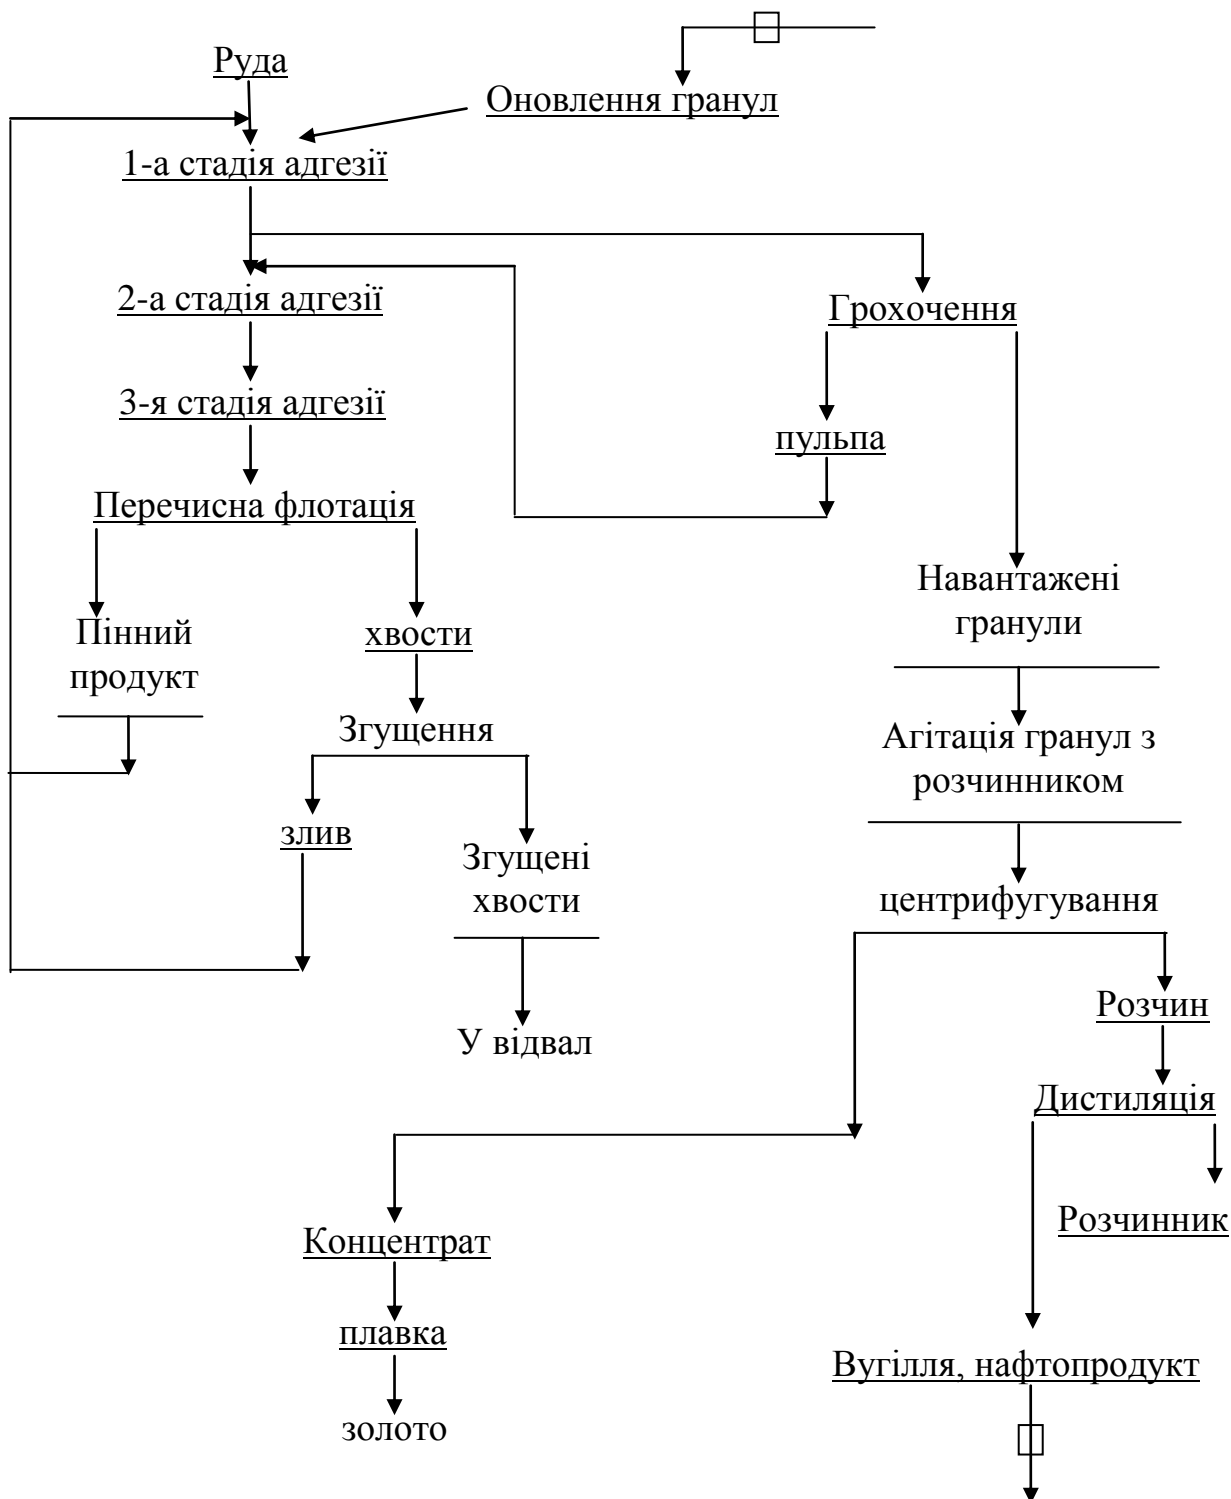 Руда
Оновлення гранул
1-а стадія адгезії
2-а стадія адгезії
Грохочення
3-я стадія адгезії
пульпа
Перечисна флотація
Навантажені
гранули
Пінний
продукт
хвости
Згущення
Агітація гранул з
розчинником
злив
Згущені
хвости
центрифугування
Розчин
У відвал
Дистиляція
Розчинник
Концентрат
плавка
Вугілля, нафтопродукт
золото